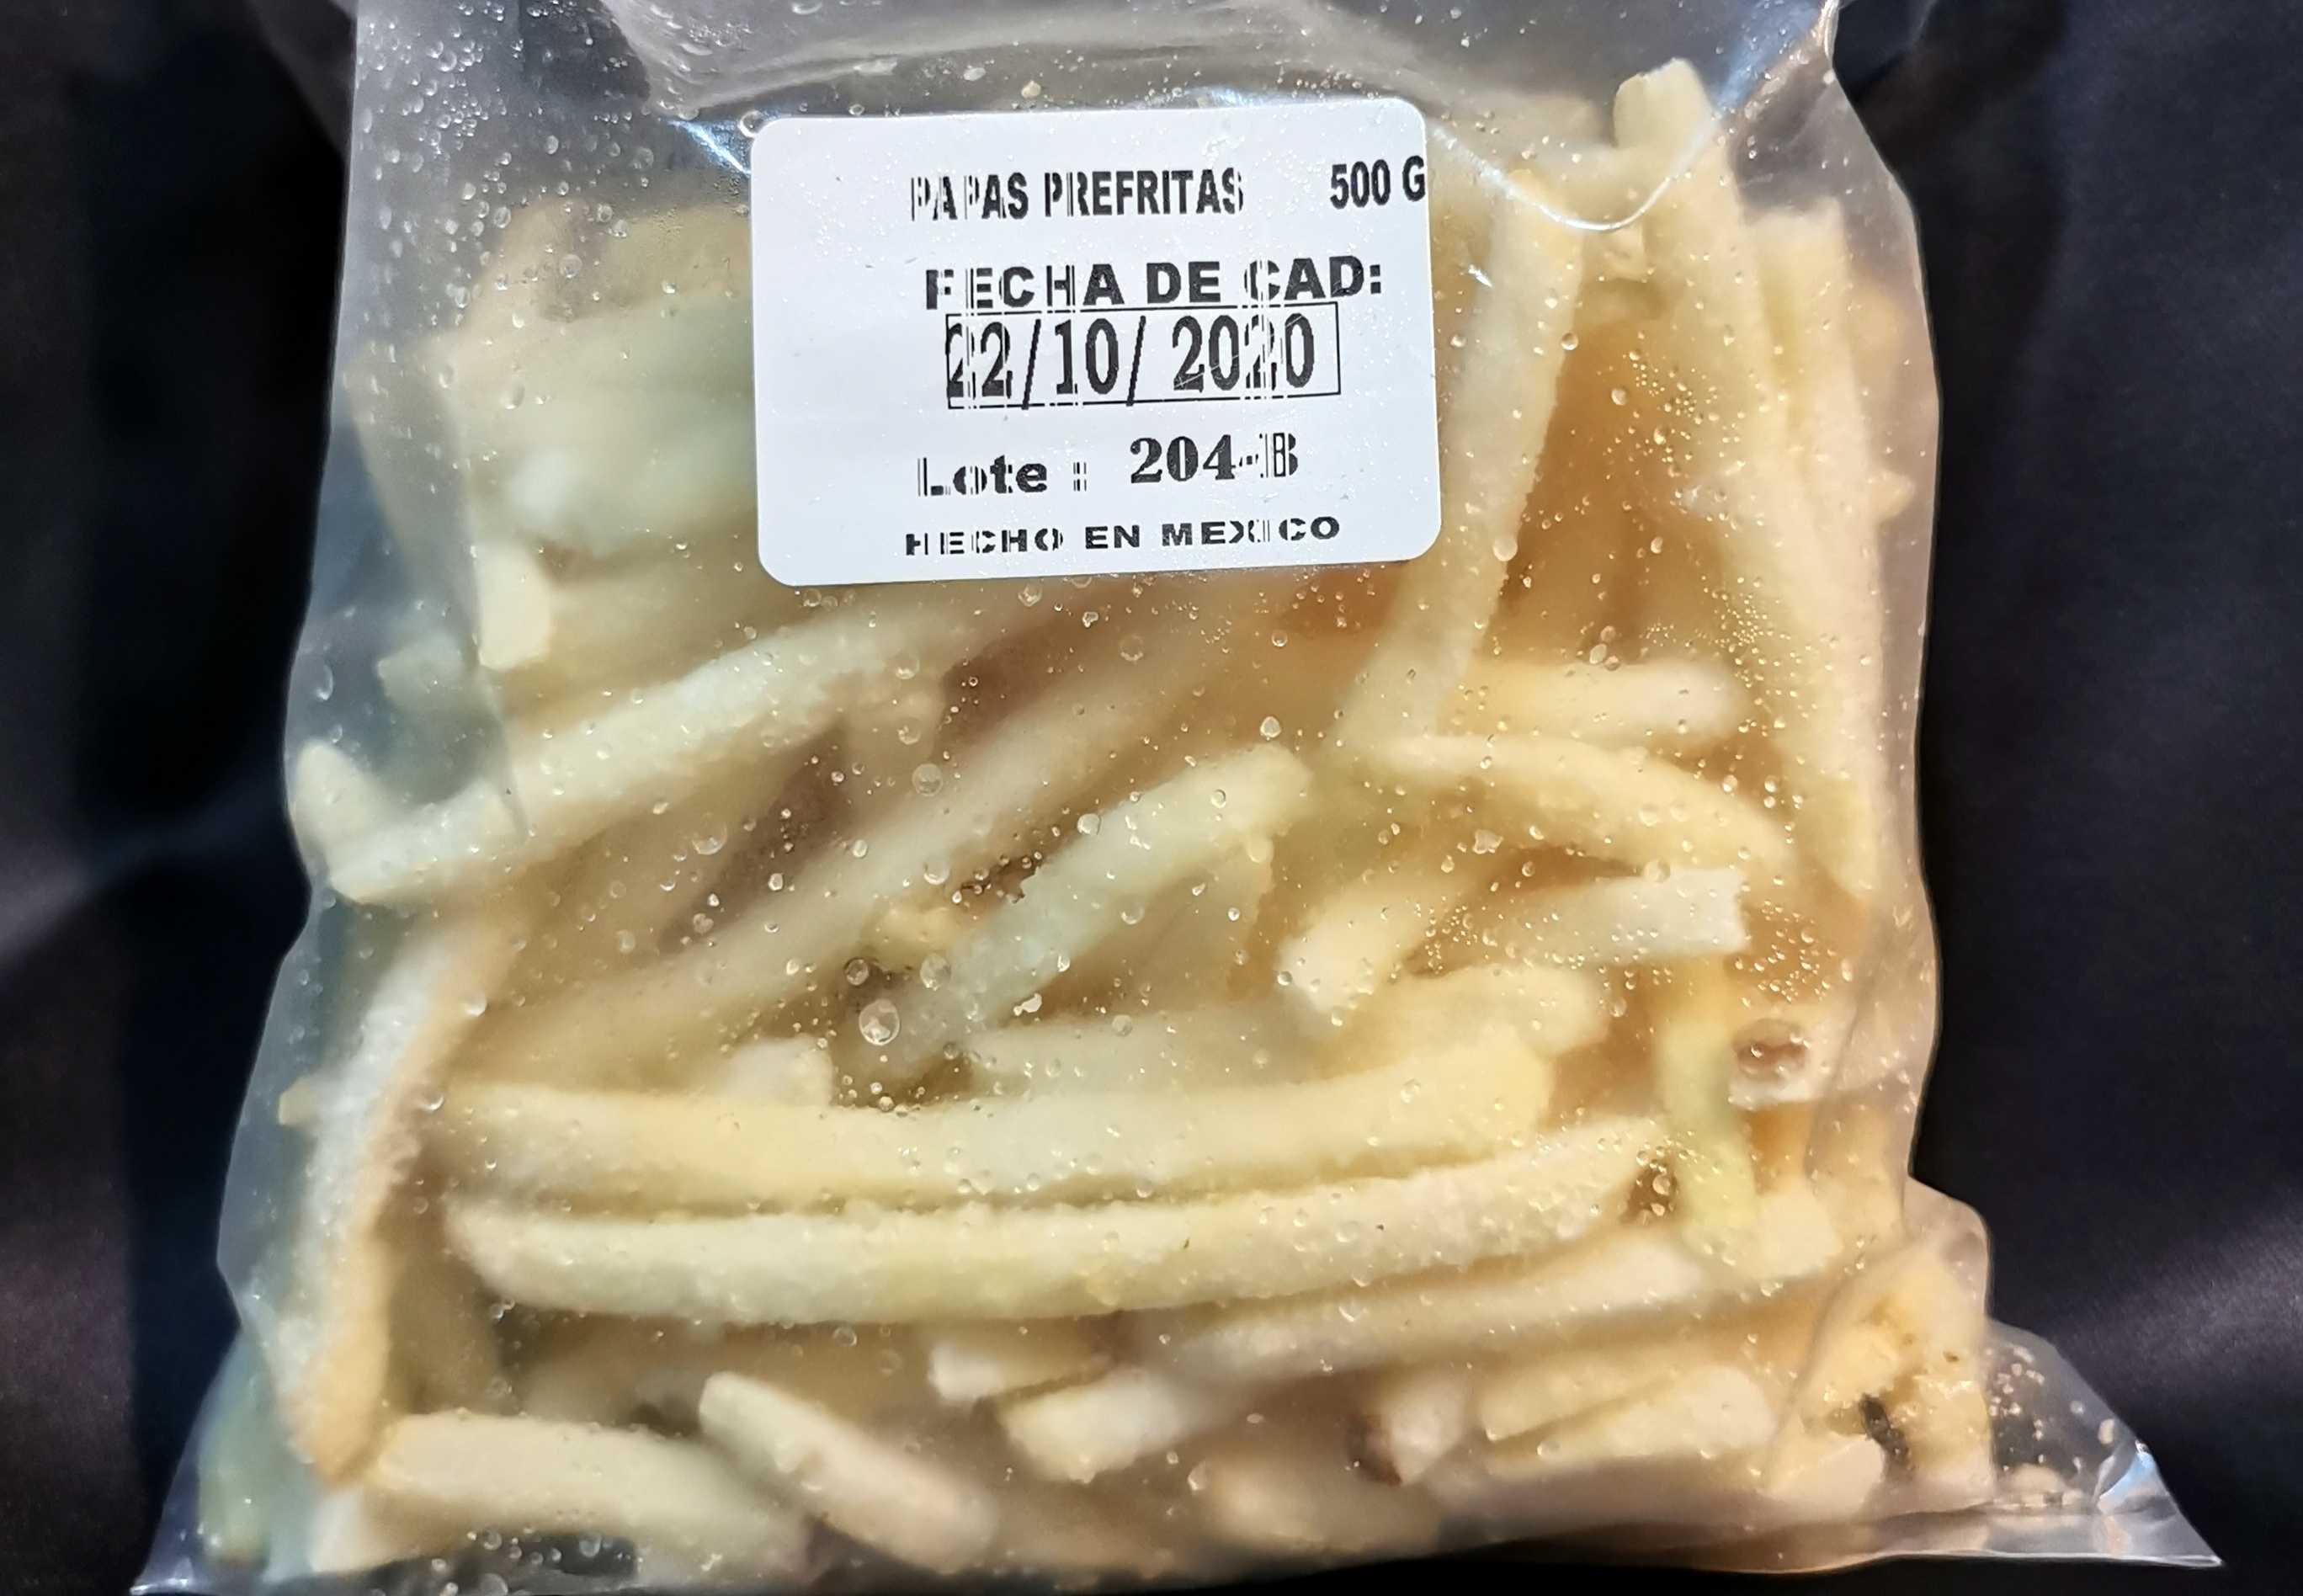 PAPAS PREFRITAS 500 G
FECHA DE CAD:
22/10/ 2020
Lote : 204-B
HECHO EN MEXICO